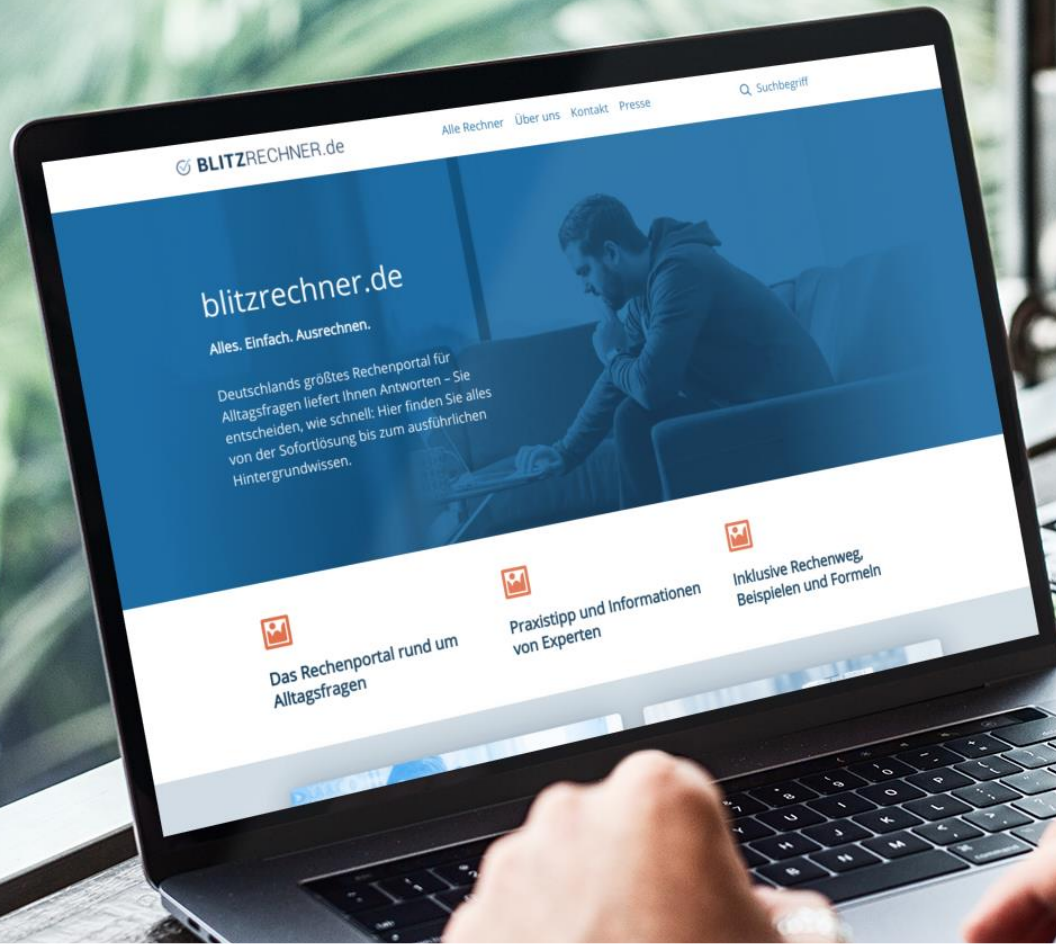 BLITZRECHNER.de
Alle Rechner Über uns Kontakt Presse
Suchbegriff
blitzrechner.de
Alles. Einfach. Ausrechnen.
Deutschlands größtes Rechenportal für
Alltagsfragen liefert Ihnen Antworten – Sie
entscheiden, wie schnell: Hier finden Sie alles
von der Sofortlösung bis zum ausführlichen
Hintergrundwissen.
Das Rechenportal rund um
Alltagsfragen
Praxistipp und Informationen
von Experten
Inklusive Rechenweg,
Beispielen und Formeln